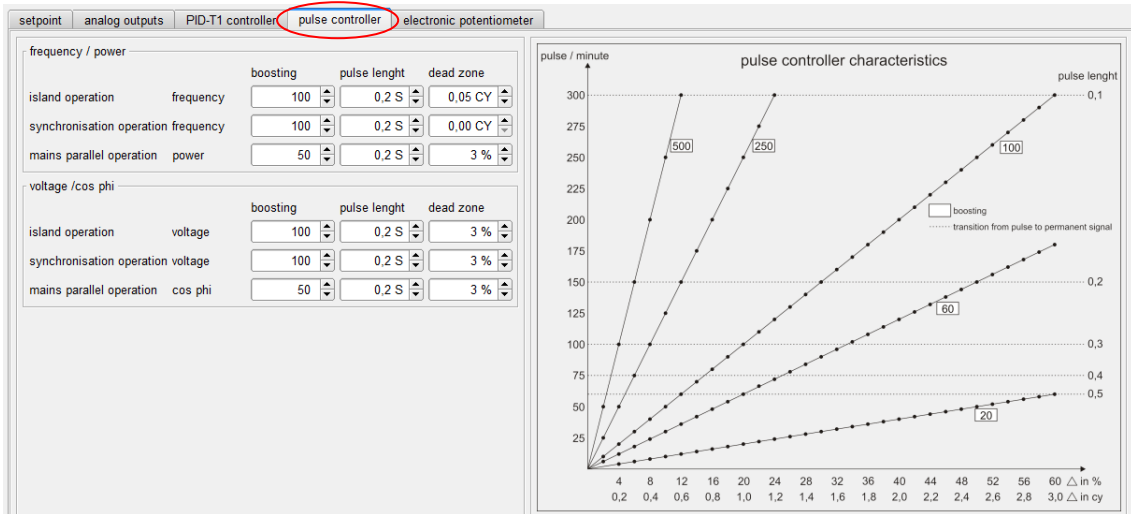 setpoint analog outputs PID-T1 controller pulse controller electronic potentiometer
frequency / power
boosting pulse lenght dead zone
island operation frequency 100 0,2 S 0,05 CY
synchronisation operation frequency 100 0,2 S 0,00 CY
mains parallel operation power 50 0,2 S 3 %
voltage /cos phi
boosting pulse lenght dead zone
island operation voltage 100 0,2 S 3 %
synchronisation operation voltage 100 0,2 S 3 %
mains parallel operation cos phi 50 0,2 S 3 %
pulse / minute
pulse controller characteristics
pulse lenght
300 0,1
275
500 250 100
250
225
200
boosting
transition from pulse to permanent signal
175
150 0,2
60
125
100 0,3
75 0,4
0,5
50
20
25
4 8 12 16 20 24 28 32 36 40 44 48 52 56 60 △ in %
0,2 0,4 0,6 0,8 1,0 1,2 1,4 1,6 1,8 2,0 2,2 2,4 2,6 2,8 3,0 △ in cy